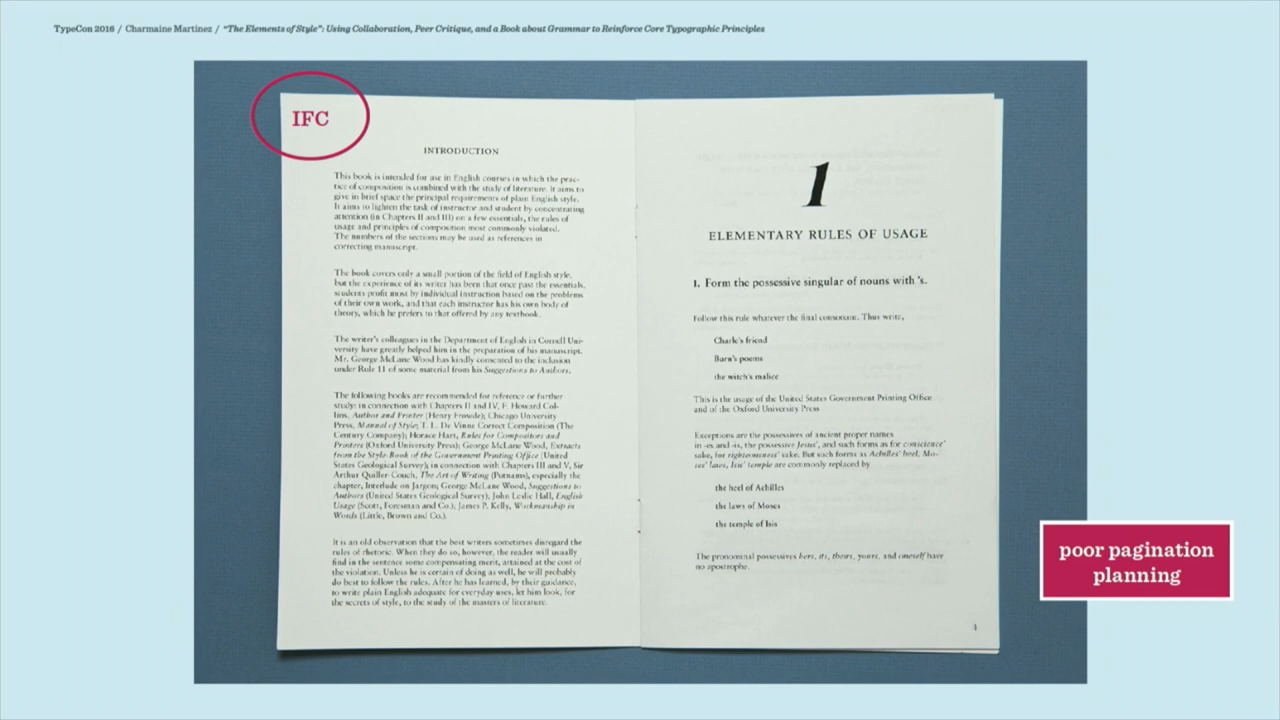 TypeCon 2016 / Charmaine Martinez / "The Elements of Style": Using Collaboration, Peer Critique, and a Book about Grammar to Reinforce Core Typographic Principles
IFC
INTRODUCTION
This book is intended for use in English courses in which the prac-
tice of composition is combined with the study of literature. It aims to
give in brief space the principal requirements of plain English style.
It aims to lighten the task of instructor and student by concentrating
attention (in Chapters II and III) on a few essentials, the rules of
usage and principles of composition most commonly violated.
The numbers of the sections may be used as references in
correcting manuscript.
The book covers only a small portion of the field of English style,
but the experience of its writer has been that once past the essentials,
students profit most by individual instruction based on the problems
of their own work, and that each instructor has his own body of
theory, which he prefers to that offered by any textbook.
The writer's colleagues in the Department of English in Cornell Uni-
versity have greatly helped him in the preparation of his manuscript.
Mr. George McLane Wood has kindly consented to the inclusion
under Rule 11 of some material from his Suggestions to Authors.
The following books are recommended for reference or further
study: in connection with Chapters II and IV, F. Howard Col-
lins, Author and Printer (Henry Frowde); Chicago University
Press, Manual of Style; T. L. De Vinne Correct Composition (The
Century Company); Horace Hart, Rules for Compositors and
Printers (Oxford University Press); George McLane Wood, Extracts
from the Style-Book of the Government Printing Office (United
States Geological Survey); in connection with Chapters III and V, Sir
Arthur Quiller-Couch, The Art of Writing (Putnams), especially the
chapter, Interlude on Jargon; George McLane Wood, Suggestions to
Authors (United States Geological Survey); John Leslie Hall, English
Usage (Scott, Foresman and Co.); James P. Kelly, Workmanship in
Words (Little, Brown and Co.).
It is an old observation that the best writers sometimes disregard the
rules of rhetoric. When they do so, however, the reader will usually
find in the sentence some compensating merit, attained at the cost of
the violation. Unless he is certain of doing as well, he will probably
do best to follow the rules. After he has learned, by their guidance,
to write plain English adequate for everyday uses, let him look, for
the secrets of style, to the study of the masters of literature.
1
ELEMENTARY RULES OF USAGE
1. Form the possessive singular of nouns with 's.
Follow this rule whatever the final consonant. Thus write,
Charle's friend
Burn's poems
the witch's malice
This is the usage of the United States Government Printing Office
and of the Oxford University Press
Exceptions are the possessives of ancient proper names
in -es and -is, the possessive Jesus', and such forms as for conscience'
sake, for righteousness' sake. But such forms as Achilles' heel, Mo-
ses' laws, Isis' temple are commonly replaced by
the heel of Achilles
the laws of Moses
the temple of Isis
The pronominal possessives hers, its, theirs, yours, and oneself have
no apostrophe.
4
poor pagination
planning